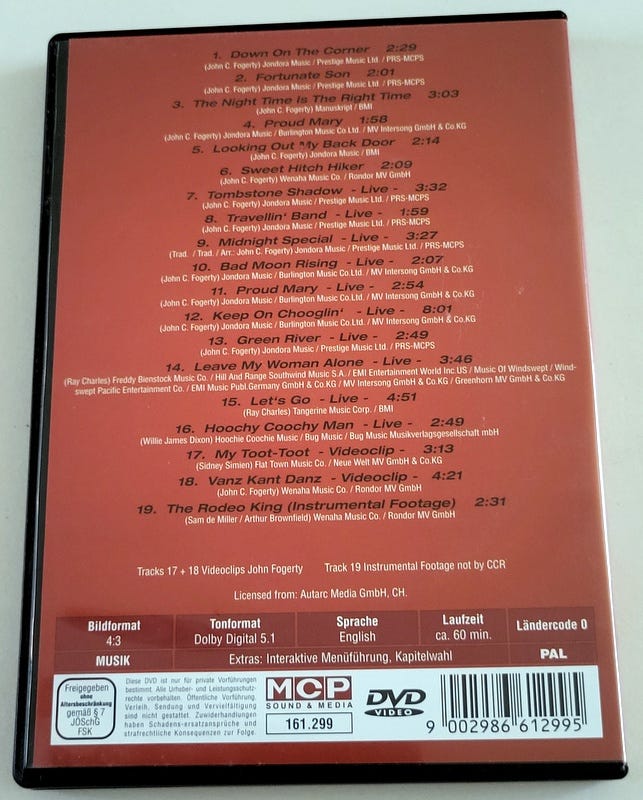 1. Down On The Corner 2:29
(John C. Fogerty) Jondora Music / Prestige Music Ltd. / PRS-MCPS
2. Fortunate Son 2:01
(John C. Fogerty) Jondora Music / Prestige Music Ltd. / PRS-MCPS
3. The Night Time Is The Right Time 3:03
(John C. Fogerty) Manuskript / BMI
4. Proud Mary 1:58
(John C. Fogerty) Jondora Music / Burlington Music Co Ltd. / MV Intersong GmbH & Co.KG
5. Looking Out My Back Door 2:14
(John C. Fogerty) Jondora Music / BMI
6. Sweet Hitch Hiker 2:09
(John C. Fogerty) Wenaha Music Co. / Rondor MV GmbH
7. Tombstone Shadow - Live - 3:32
(John C. Fogerty) Jondora Music / Prestige Music Ltd. / PRS-MCPS
8. Travellin' Band - Live - 1:59
(John C. Fogerty) Jondora Music / Prestige Music Ltd. / PRS-MCPS
9. Midnight Special - Live - 3:27
(Trad. / Trad. / Arr.: John C. Fogerty) Jondora Music / Prestige Music Ltd. / PRS-MCPS
10. Bad Moon Rising - Live - 2:07
(John C. Fogerty) Jondora Music / Burlington Music Co.Ltd. / MV Intersong GmbH & Co.KG
11. Proud Mary - Live - 2:54
(John C. Fogerty) Jondora Music / Burlington Music Co.Ltd. / MV Intersong GmbH & Co.KG
12. Keep On Chooglin' - Live - 8:01
(John C. Fogerty) Jondora Music / Burlington Music Co.Ltd. / MV Intersong GmbH & Co.KG
13. Green River - Live - 2:49
(John C. Fogerty) Jondora Music / Prestige Music Ltd. / PRS-MCPS
14. Leave My Woman Alone - Live - 3:46
(Ray Charles) Freddy Bienstock Music Co. / Hill And Range Southwind Music S.A. / EMI Entertainment World Inc.US / Music Of Windswept / Wind-
swept Pacific Entertainment Co. / EMI Music Publ.Germany GmbH & Co.KG / MV Intersong GmbH & Co.KG / Greenhorn MV GmbH & Co.KG
15. Let's Go - Live - 4:51
(Ray Charles) Tangerine Music Corp. / BMI
16. Hoochy Coochy Man - Live - 2:49
(Willie James Dixon) Hoochie Coochie Music / Bug Music / Bug Music Musikverlagsgesellschaft mbH
17. My Toot-Toot - Videoclip - 3:13
(Sidney Simien) Flat Town Music Co. / Neue Welt MV GmbH & Co.KG
18. Vanz Kant Danz - Videoclip - 4:21
(John C. Fogerty) Wenaha Music Co. / Rondor MV GmbH
19. The Rodeo King (Instrumental Footage) 2:31
(Sam de Miller / Arthur Brownfield) Wenaha Music Co. / Rondor MV GmbH
Tracks 17 + 18 Videoclips John Fogerty Track 19 Instrumental Footage not by CCR
Licensed from: Autarc Media GmbH, CH.
Bildformat Tonformat Sprache Laufzeit Ländercode 0
4:3 Dolby Digital 5.1 English ca. 60 min.
MUSIK Extras: Interaktive Menüführung, Kapitelwahl PAL
Freigegeben
ohne
Altersbeschränkung
gemäß § 7
JÖSchG
FSK
Diese DVD ist nur für private Vorführungen
bestimmt. Alle Urheber- und Leistungsschutz-
rechte vorbehalten. Öffentliche Vorführung,
Verleih, Sendung und Vervielfältigung
sind nicht gestattet. Zuwiderhandlungen
haben Schadens-ersatzansprüche und
strafrechtliche Konsequenzen zur Folge.
MCP
SOUND & MEDIA
161.299
DVD
VIDEO
9 002986 612995